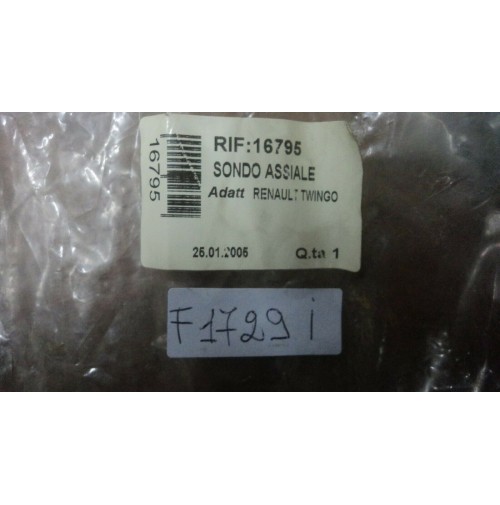 16795
RIF:16795
SONDO ASSIALE
Adatt RENAULT TWINGO
25.01.2005 Q.ta 1
F1729 i